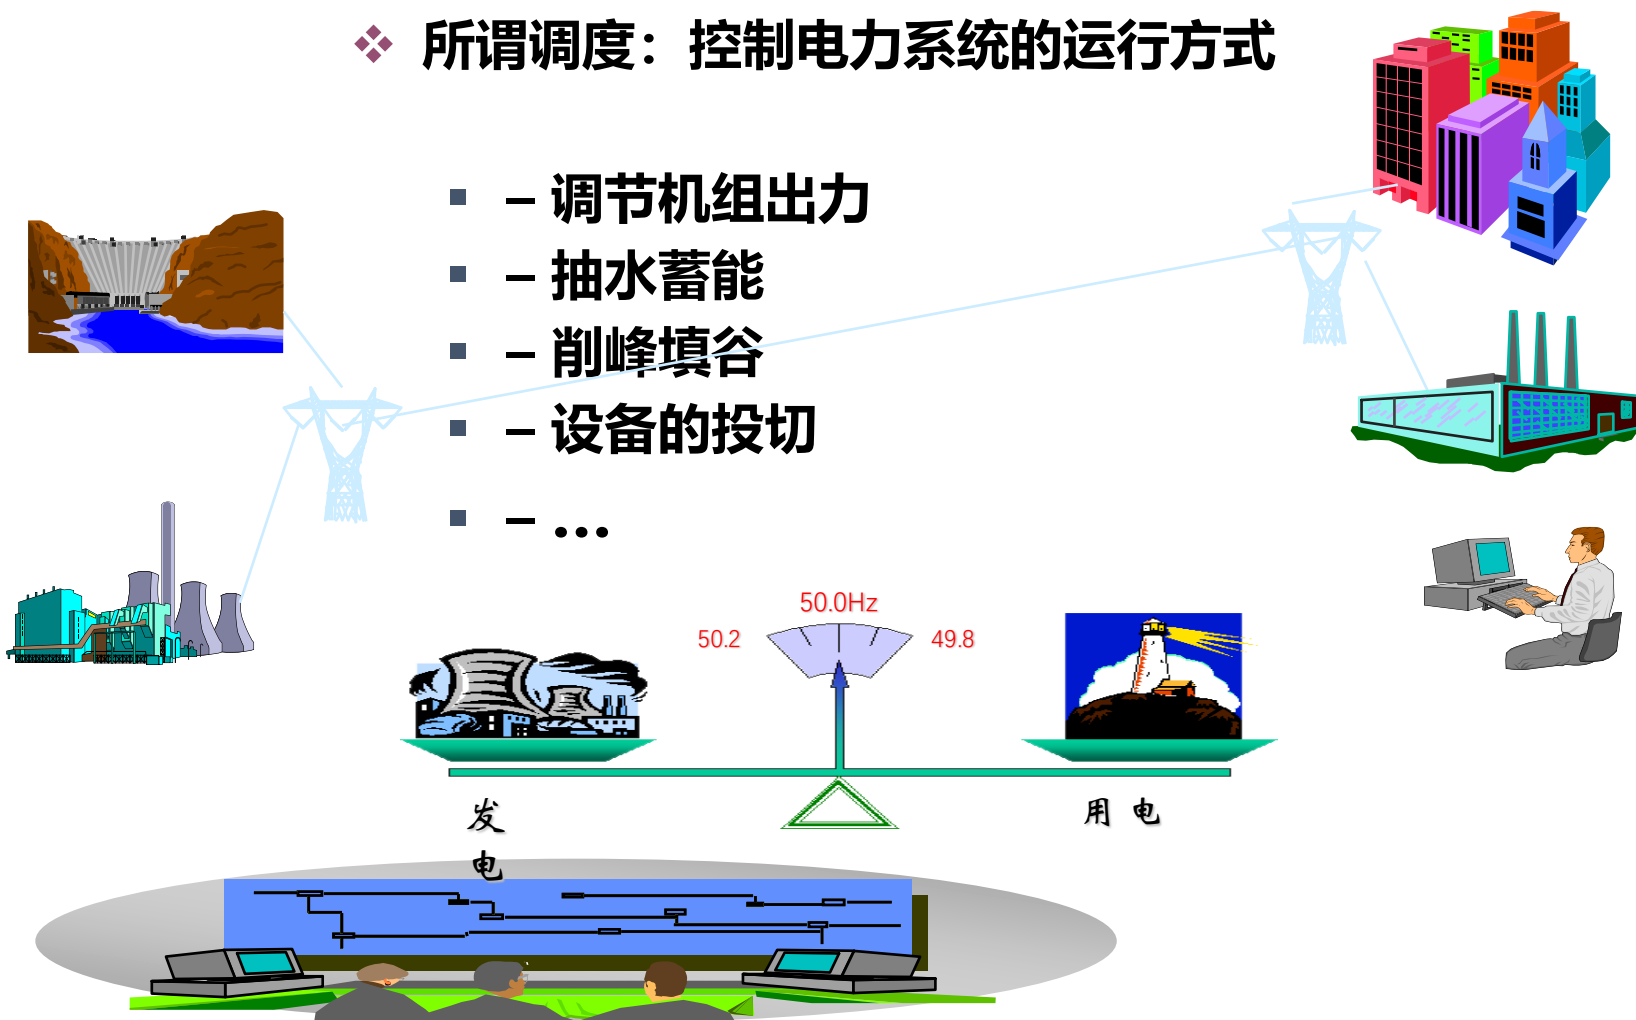 所谓调度：控制电力系统的运行方式
– 调节机组出力
– 抽水蓄能
– 削峰填谷
– 设备的投切
– …
50.0Hz
50.2
49.8
发
电
用 电